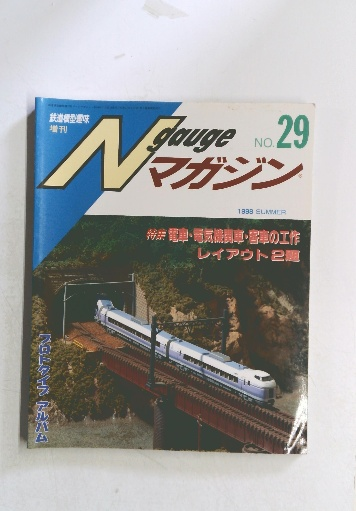 鉄道模型趣味
増刊
N gauge
マガジン
NO.29
1998 SUMMER
特集 電車・電気機関車・客車の工作
レイアウト2題
プロトタイプ アルバム